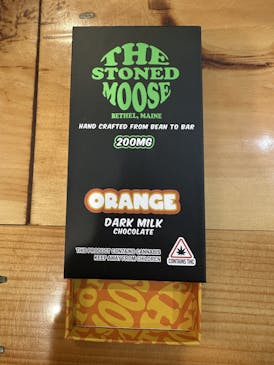 THE
STONED
MOOSE
BETHEL, MAINE
HAND CRAFTED FROM BEAN TO BAR
200MG
ORANGE
DARK MILK
CHOCOLATE
THIS PRODUCT CONTAINS CANNABIS
KEEP AWAY FROM CHILDREN
CONTAINS THC